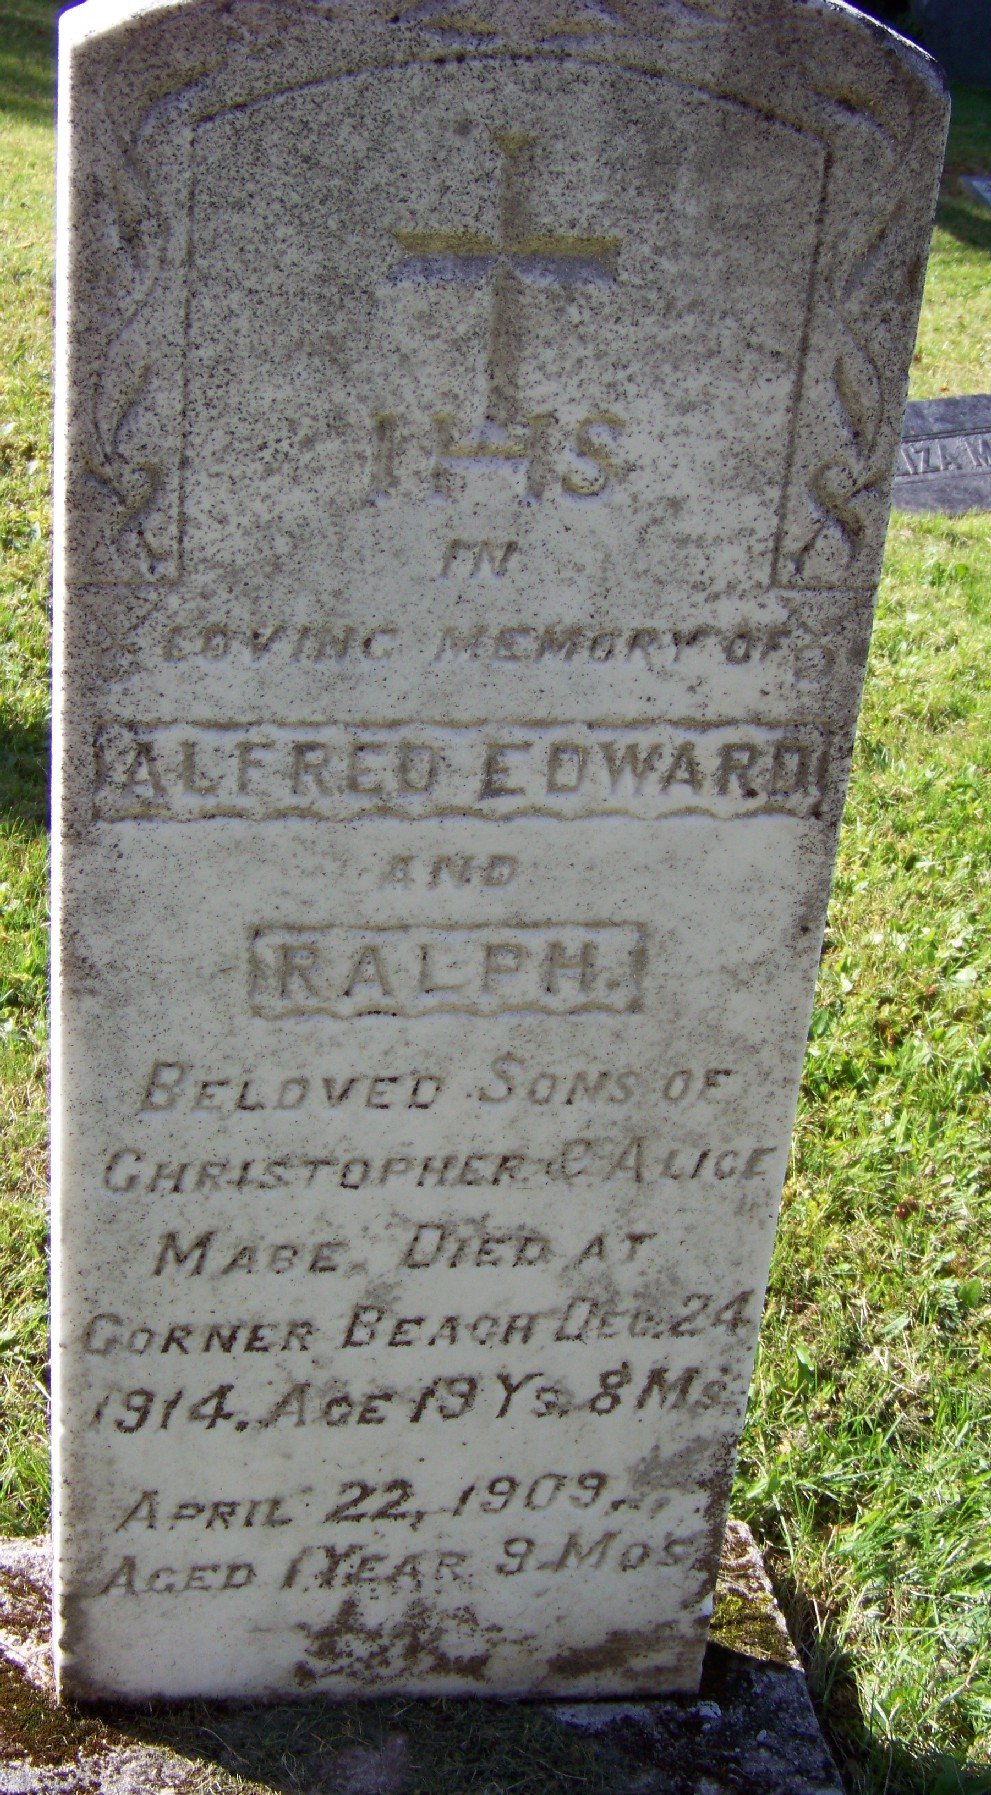 IHS
IN
LOVING MEMORY OF
ALFRED EDWARD
AND
RALPH.
BELOVED SONS OF
CHRISTOPHER & ALICE
MABE. DIED AT
CORNER BEACH DEC. 24
1914. AGE 19 YS. 8 MS.
APRIL 22, 1909.
AGED 1 YEAR 9 MOS
IZA M